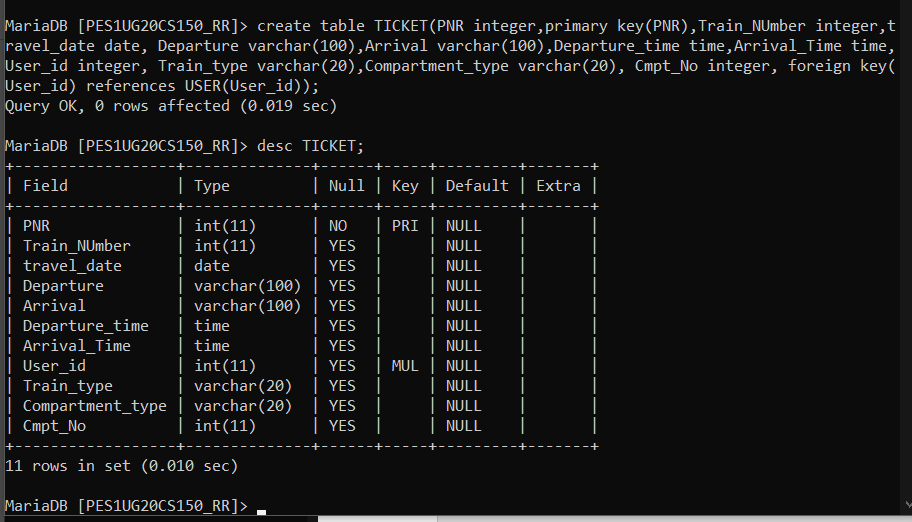 MariaDB [PES1UG20CS150_RR]> create table TICKET(PNR integer,primary key(PNR),Train_NUmber integer,t
ravel_date date, Departure varchar(100),Arrival varchar(100),Departure_time time,Arrival_Time time,
User_id integer, Train_type varchar(20),Compartment_type varchar(20), Cmpt_No integer, foreign key(
User_id) references USER(User_id));
Query OK, 0 rows affected (0.019 sec)

MariaDB [PES1UG20CS150_RR]> desc TICKET;
+------------------+--------------+------+-----+---------+-------+
| Field            | Type         | Null | Key | Default | Extra |
+------------------+--------------+------+-----+---------+-------+
| PNR              | int(11)      | NO   | PRI | NULL    |       |
| Train_NUmber     | int(11)      | YES  |     | NULL    |       |
| travel_date      | date         | YES  |     | NULL    |       |
| Departure        | varchar(100) | YES  |     | NULL    |       |
| Arrival          | varchar(100) | YES  |     | NULL    |       |
| Departure_time   | time         | YES  |     | NULL    |       |
| Arrival_Time     | time         | YES  |     | NULL    |       |
| User_id          | int(11)      | YES  | MUL | NULL    |       |
| Train_type       | varchar(20)  | YES  |     | NULL    |       |
| Compartment_type | varchar(20)  | YES  |     | NULL    |       |
| Cmpt_No          | int(11)      | YES  |     | NULL    |       |
+------------------+--------------+------+-----+---------+-------+
11 rows in set (0.010 sec)

MariaDB [PES1UG20CS150_RR]> _